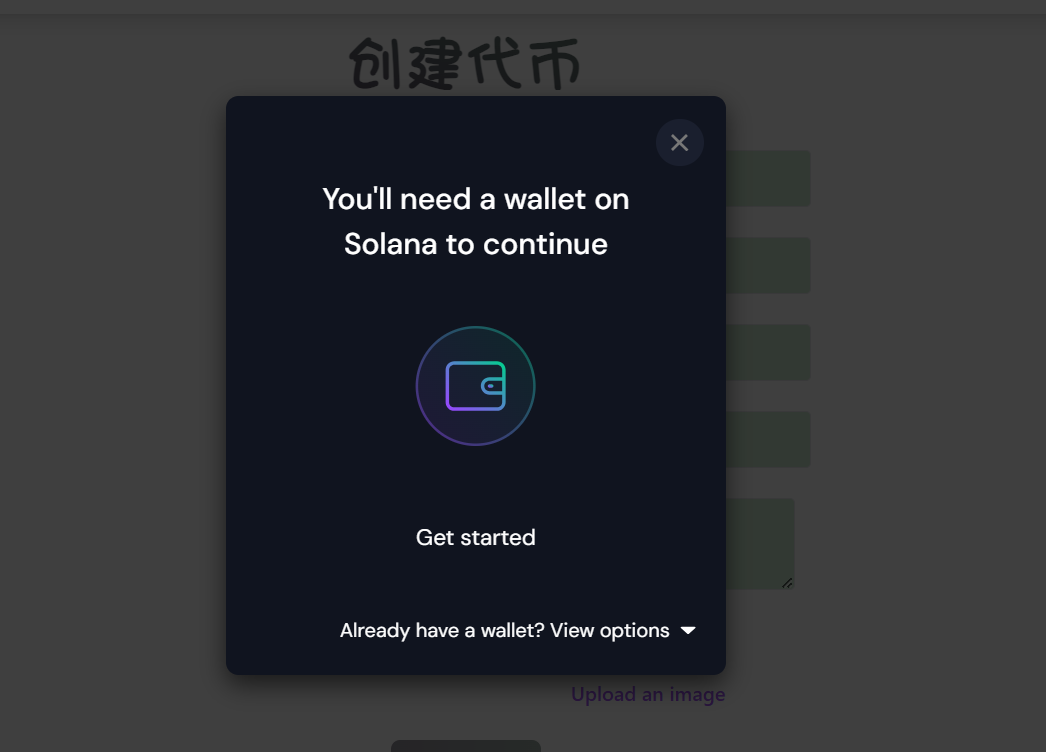 创建代币
You'll need a wallet on
Solana to continue
Get started
Already have a wallet? View options
Upload an image